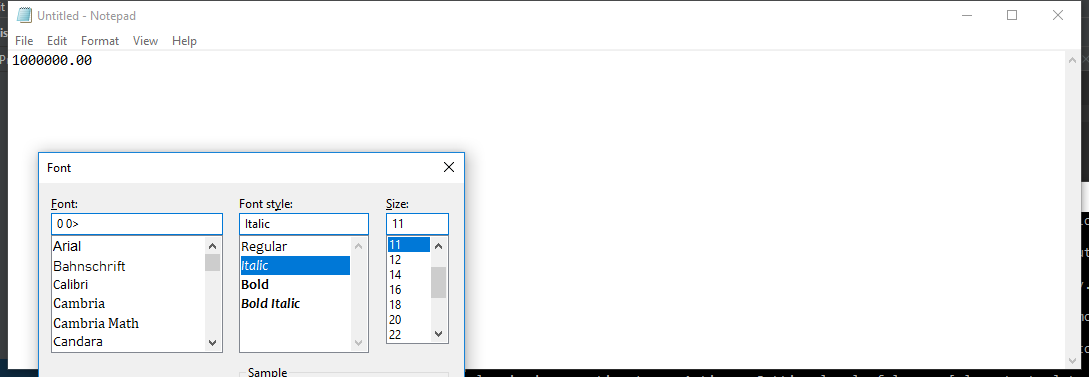 Untitled - Notepad
File Edit Format View Help
1000000.00
Font
Font: Font style: Size:
0 0> Italic 11
Arial Regular 11
Bahnschrift Italic 12
Calibri Bold 14
Cambria Bold Italic 16
Cambria Math 18
Candara 20
22
Sample